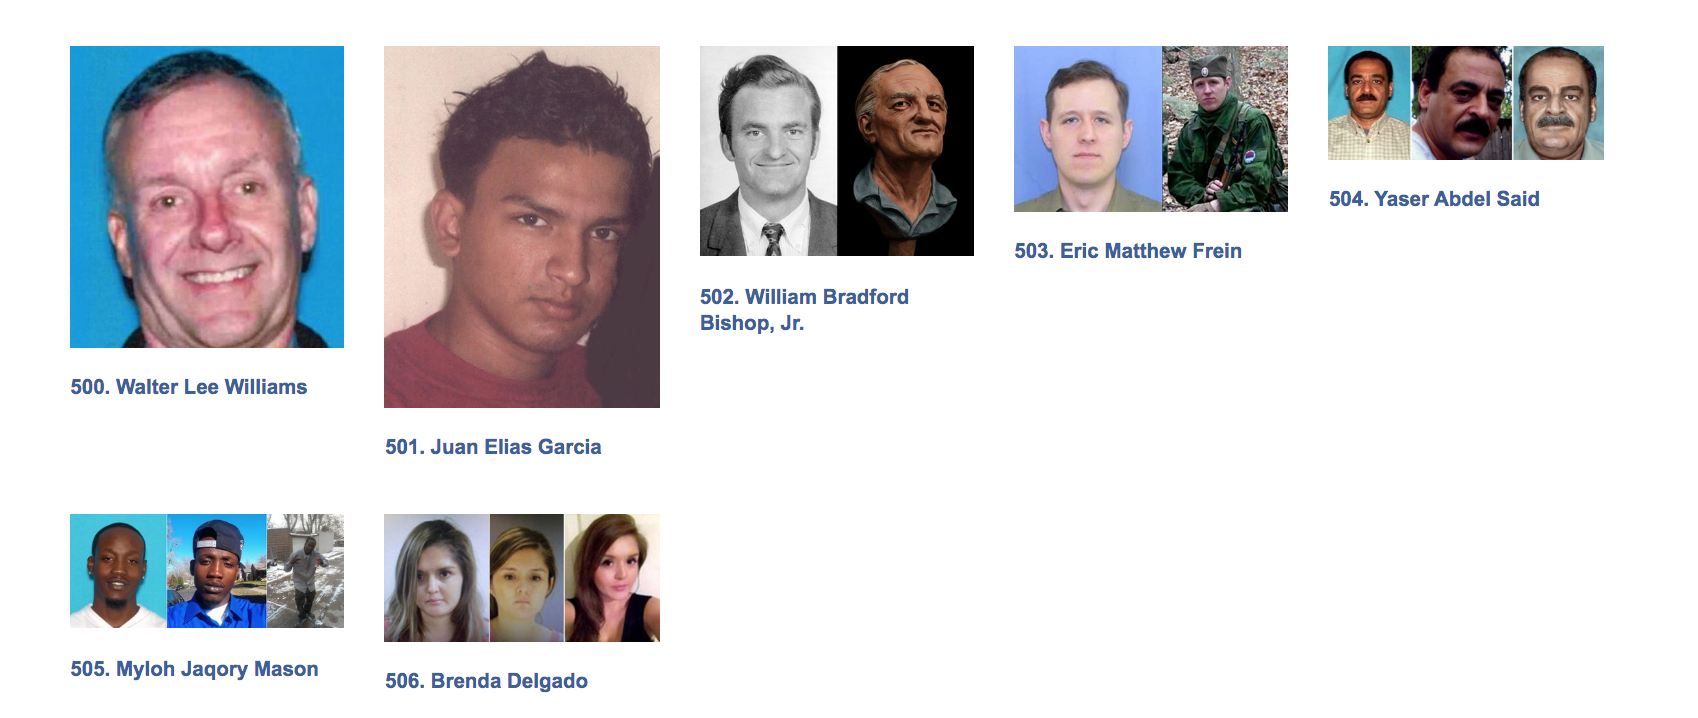 500. Walter Lee Williams
501. Juan Elias Garcia
502. William Bradford
Bishop, Jr.
503. Eric Matthew Frein
504. Yaser Abdel Said
505. Myloh Jaqory Mason
506. Brenda Delgado